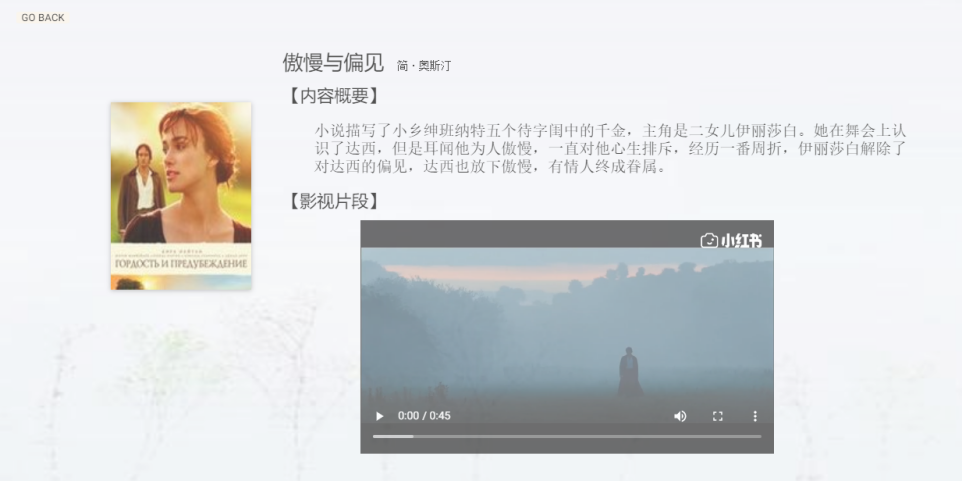 GO BACK
傲慢与偏见 简·奥斯汀
【内容概要】
小说描写了小乡绅班纳特五个待字闺中的千金，主角是二女儿伊丽莎白。她在舞会上认
识了达西，但是耳闻他为人傲慢，一直对他心生排斥，经历一番周折，伊丽莎白解除了
对达西的偏见，达西也放下傲慢，有情人终成眷属。
ГОРДОСТЬ И ПРЕДУБЕЖДЕНИЕ
【影视片段】
小红书
0:00 / 0:45